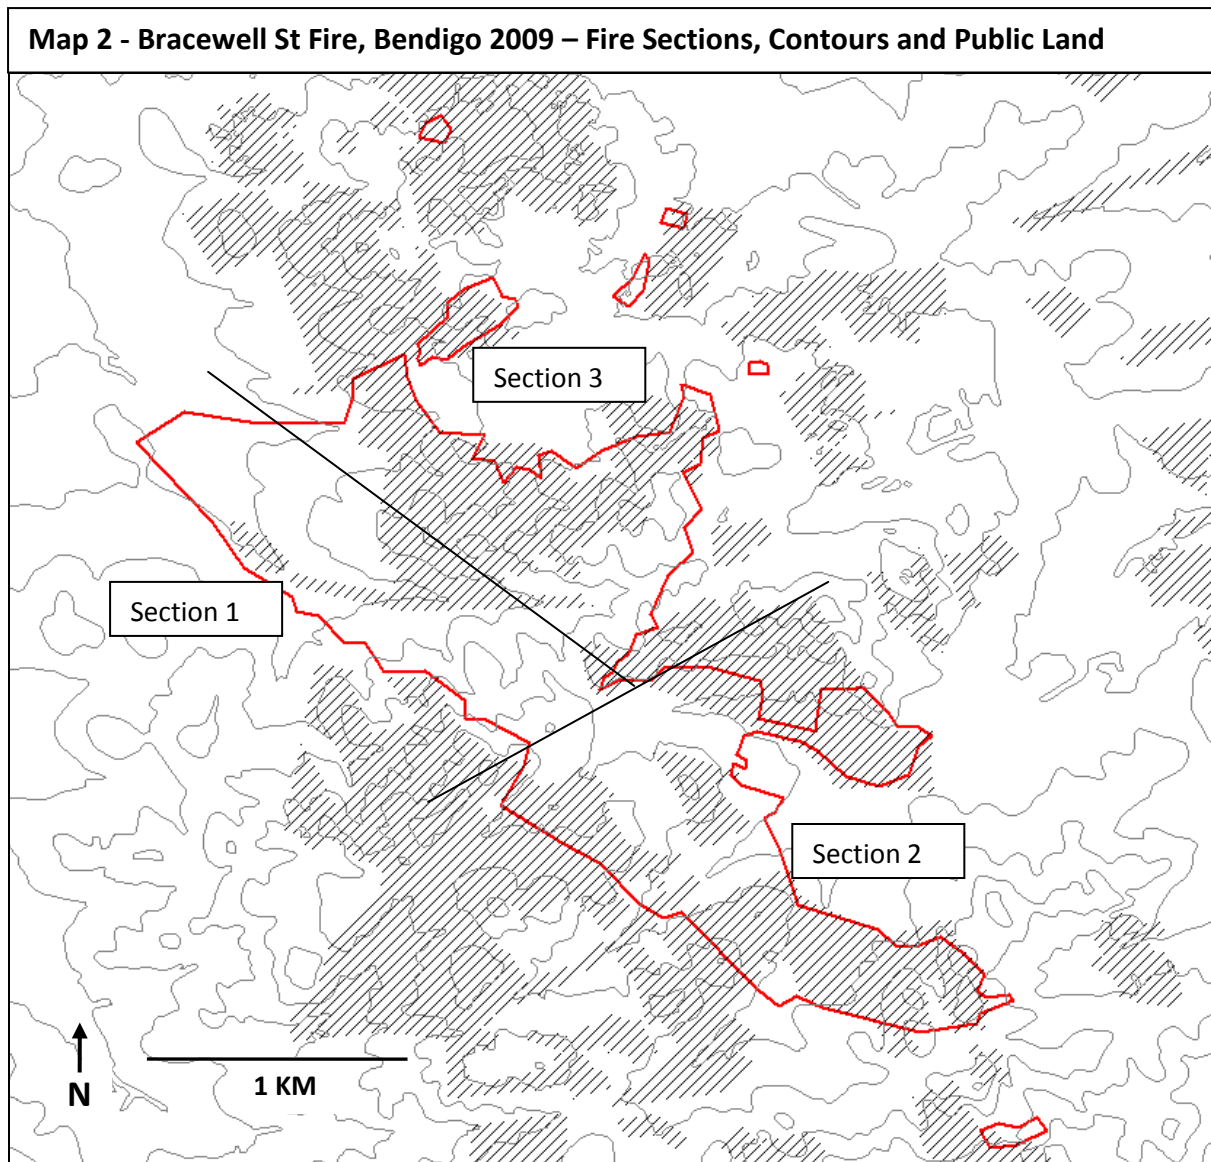 Map 2 - Bracewell St Fire, Bendigo 2009 – Fire Sections, Contours and Public Land
Section 3
Section 1
Section 2
N
1 KM